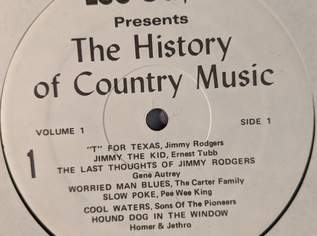 Presents
The History
of Country Music
VOLUME 1
SIDE 1
1
"T" FOR TEXAS, Jimmy Rodgers
JIMMY, THE KID, Ernest Tubb
THE LAST THOUGHTS OF JIMMY RODGERS
Gene Autrey
WORRIED MAN BLUES, The Carter Family
SLOW POKE, Pee Wee King
COOL WATERS, Sons Of The Pioneers
HOUND DOG IN THE WINDOW
Homer & Jethro